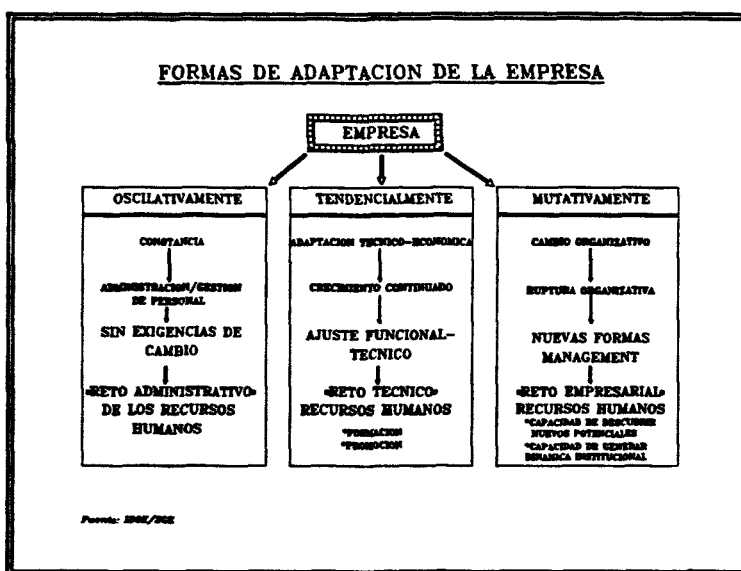 FORMAS DE ADAPTACION DE LA EMPRESA
EMPRESA
OSCILATIVAMENTE
CONSTANCIA
ADMINISTRACION/GESTION
DE PERSONAL
SIN EXIGENCIAS DE
CAMBIO
«RETO ADMINISTRATIVO»
DE LOS RECURSOS
HUMANOS
TENDENCIALMENTE
ADAPTACION TECNICO-ECONOMICA
CRECIMIENTO CONTINUADO
AJUSTE FUNCIONAL-
TECNICO
«RETO TECNICO»
RECURSOS HUMANOS
*FORMACION
*PROMOCION
MUTATIVAMENTE
CAMBIO ORGANIZATIVO
RUPTURA ORGANIZATIVA
NUEVAS FORMAS
MANAGEMENT
«RETO EMPRESARIAL»
RECURSOS HUMANOS
*CAPACIDAD DE DESCUBRIR
NUEVOS POTENCIALES
*CAPACIDAD DE GENERAR
DINAMICA INSTITUCIONAL
Fuente: